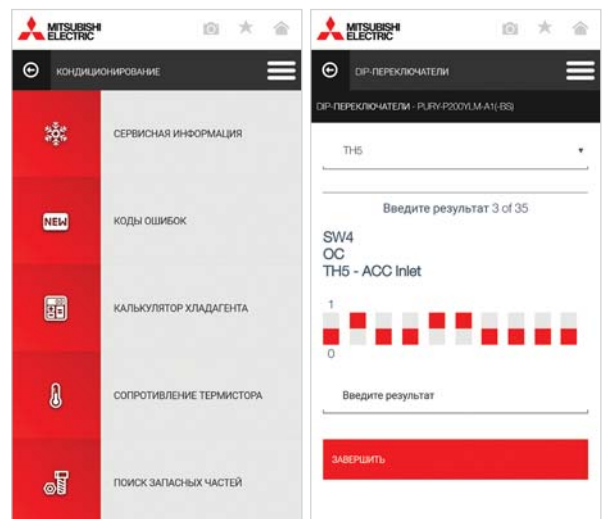 MITSUBISHI
ELECTRIC
КОНДИЦИОНИРОВАНИЕ
СЕРВИСНАЯ ИНФОРМАЦИЯ
NEW
КОДЫ ОШИБОК
КАЛЬКУЛЯТОР ХЛАДАГЕНТА
СОПРОТИВЛЕНИЕ ТЕРМИСТОРА
ПОИСК ЗАПАСНЫХ ЧАСТЕЙ
MITSUBISHI
ELECTRIC
DIP-ПЕРЕКЛЮЧАТЕЛИ
DIP-ПЕРЕКЛЮЧАТЕЛИ - PURY-P200YLM-A1(-BS)
TH5
Введите результат 3 of 35
SW4
OC
TH5 - ACC Inlet
1
0
Введите результат
ЗАВЕРШИТЬ